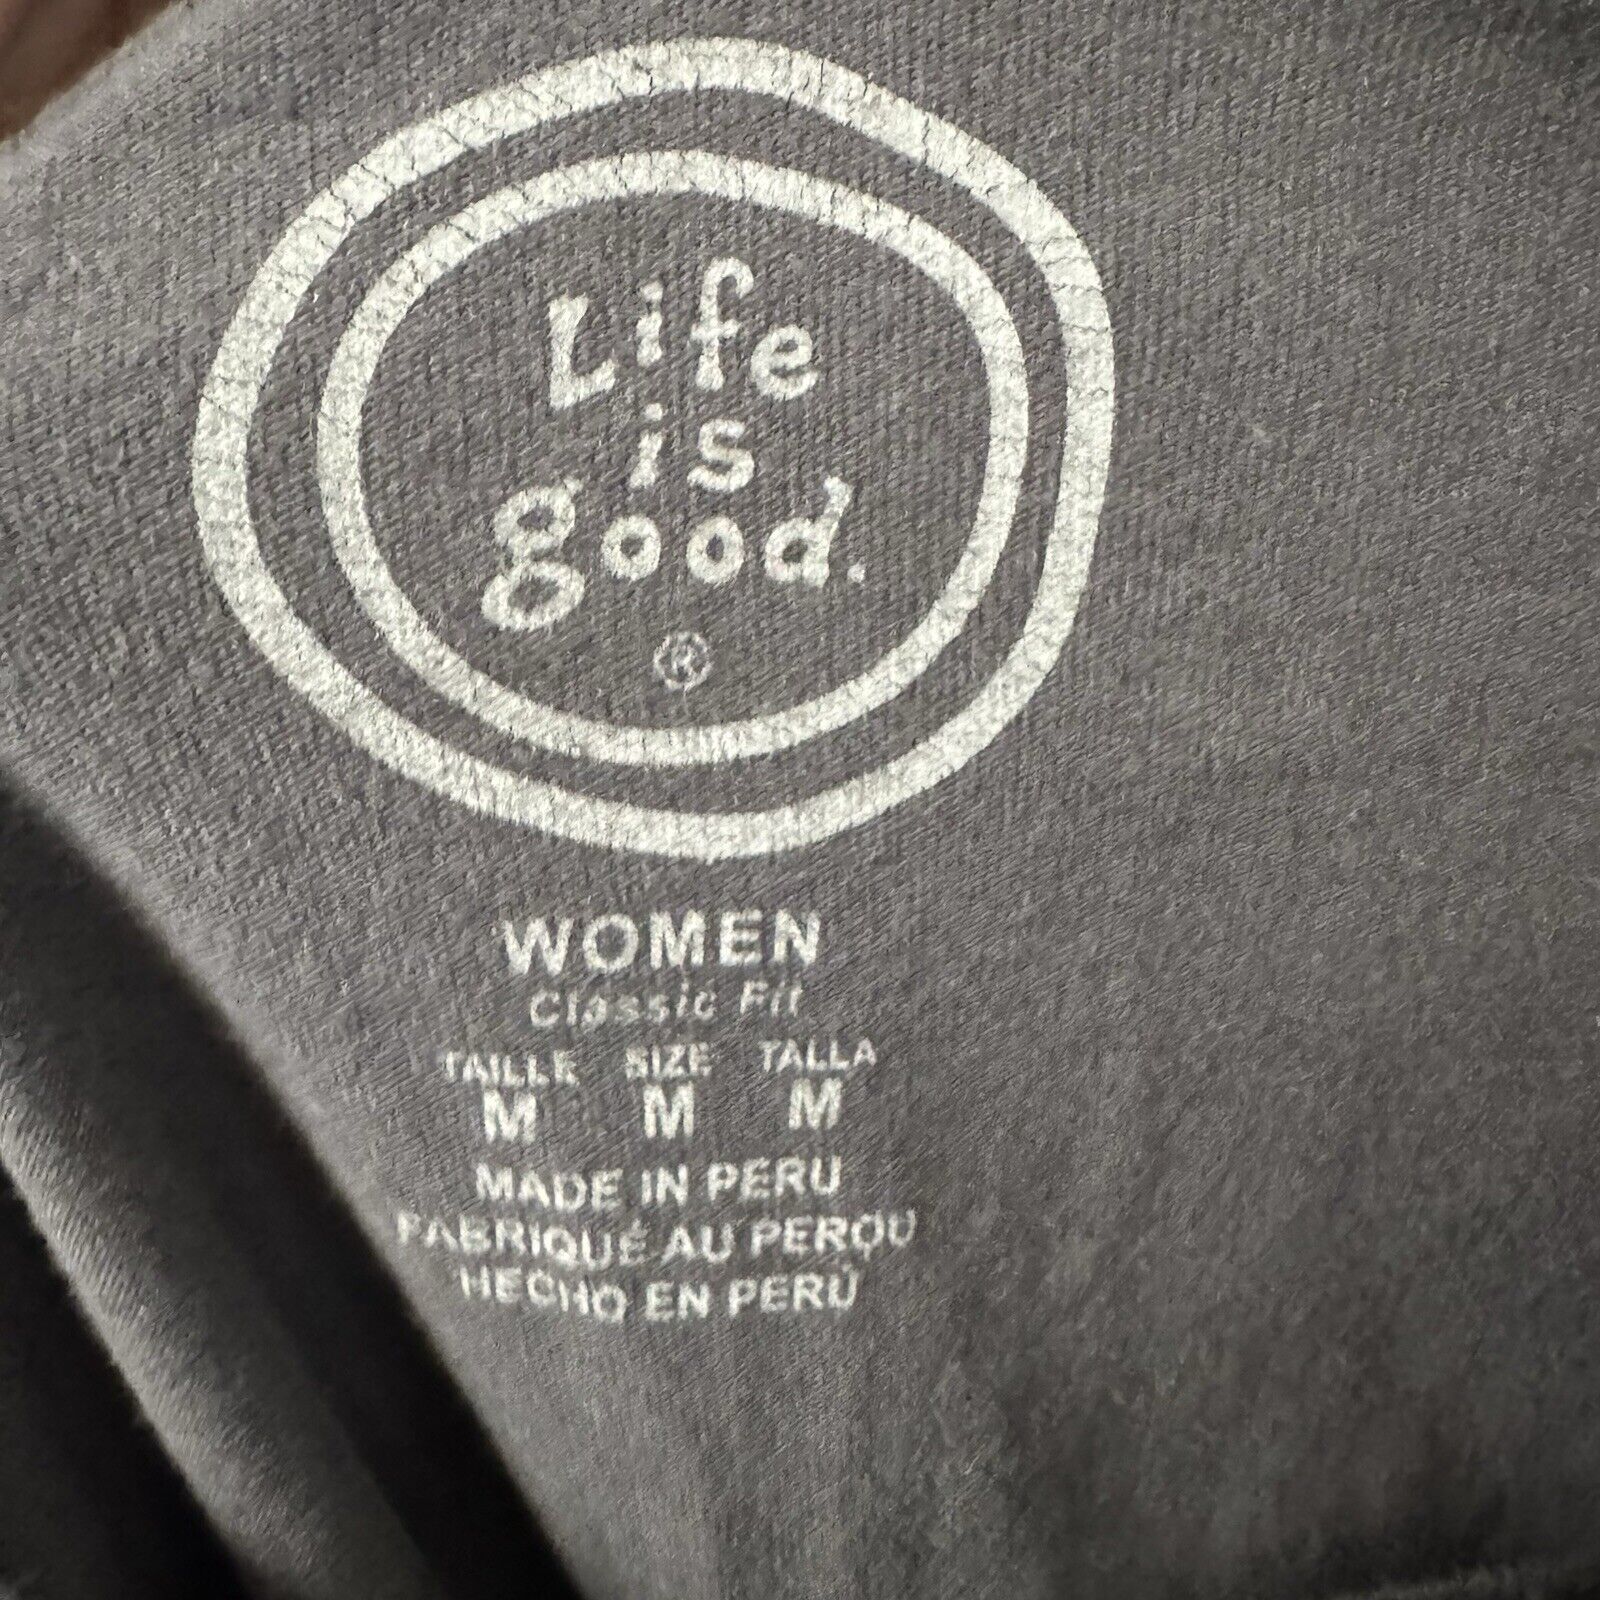 Life
is
good.
®
WOMEN
Classic Fit
TAILLE SIZE TALLA
M M M
MADE IN PERU
FABRIQUÉ AU PEROU
HECHO EN PERÚ